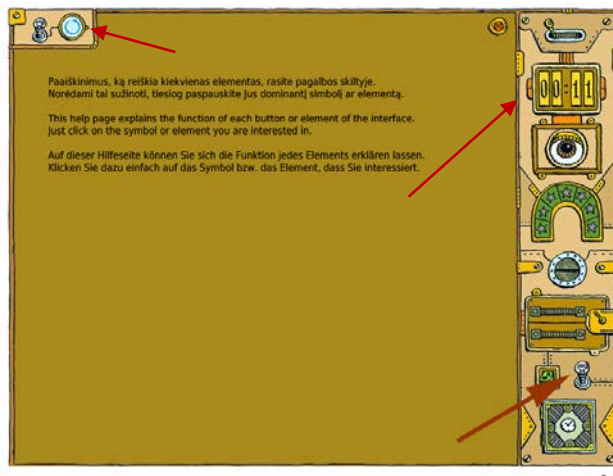 Paaiškinimus, ką reiškia kiekvienas elementas, rasite pagalbos skiltyje.
Norėdami tai sužinoti, tiesiog paspauskite Jus dominantį simbolį ar elementą.
This help page explains the function of each button or element of the interface.
Just click on the symbol or element you are interested in.
Auf dieser Hilfeseite können Sie sich die Funktion jedes Elements erklären lassen.
Klicken Sie dazu einfach auf das Symbol bzw. das Element, dass Sie interessiert.
00 11